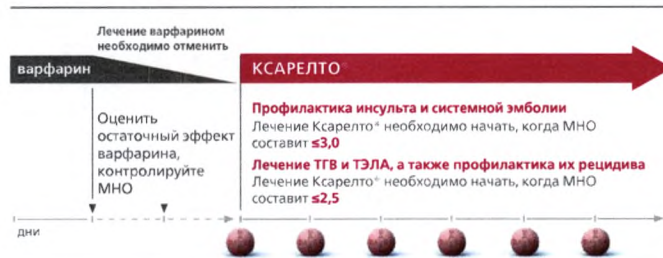 Лечение варфарином
необходимо отменить
варфарин
КСАРЕЛТО®
Оценить
остаточный эффект
варфарина,
контролируйте
МНО
Профилактика инсульта и системной эмболии
Лечение Ксарелто® необходимо начать, когда МНО
составит ≤3,0
Лечение ТГВ и ТЭЛА, а также профилактика их рецидива
Лечение Ксарелто® необходимо начать, когда МНО
составит ≤2,5
дни